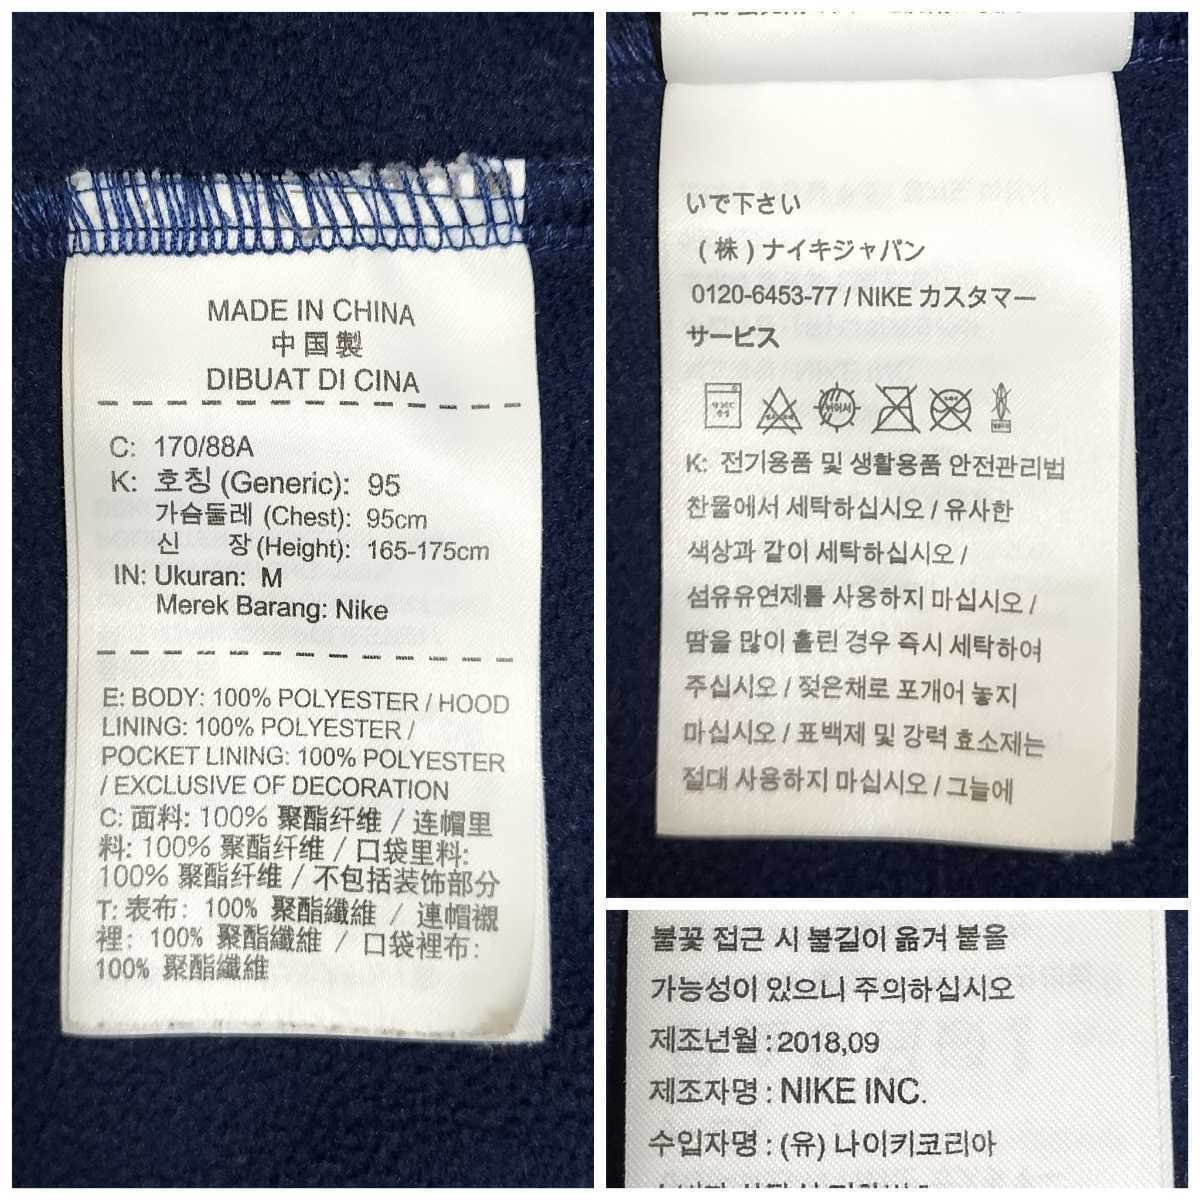 MADE IN CHINA
中国製
DIBUAT DI CINA
C: 170/88A
K: 호칭 (Generic): 95
가슴둘레 (Chest): 95cm
신 장 (Height): 165-175cm
IN: Ukuran: M
Merek Barang: Nike
E: BODY: 100% POLYESTER / HOOD
LINING: 100% POLYESTER /
POCKET LINING: 100% POLYESTER
/ EXCLUSIVE OF DECORATION
C: 面料: 100% 聚酯纤维 / 连帽里
料: 100% 聚酯纤维 / 口袋里料:
100% 聚酯纤维 / 不包括装饰部分
T: 表布: 100% 聚酯纖維 / 連帽襯
裡: 100% 聚酯纖維 / 口袋裡布:
100% 聚酯纖維
いで下さい
(株)ナイキジャパン
0120-6453-77 / NIKE カスタマー
サービス
K: 전기용품 및 생활용품 안전관리법
찬물에서 세탁하십시오 / 유사한
색상과 같이 세탁하십시오 /
섬유유연제를 사용하지 마십시오 /
땀을 많이 흘린 경우 즉시 세탁하여
주십시오 / 젖은채로 포개어 놓지
마십시오 / 표백제 및 강력 효소제는
절대 사용하지 마십시오 / 그늘에
불꽃 접근 시 불길이 옮겨 붙을
가능성이 있으니 주의하십시오
제조년월 : 2018,09
제조자명 : NIKE INC.
수입자명 : (유) 나이키코리아